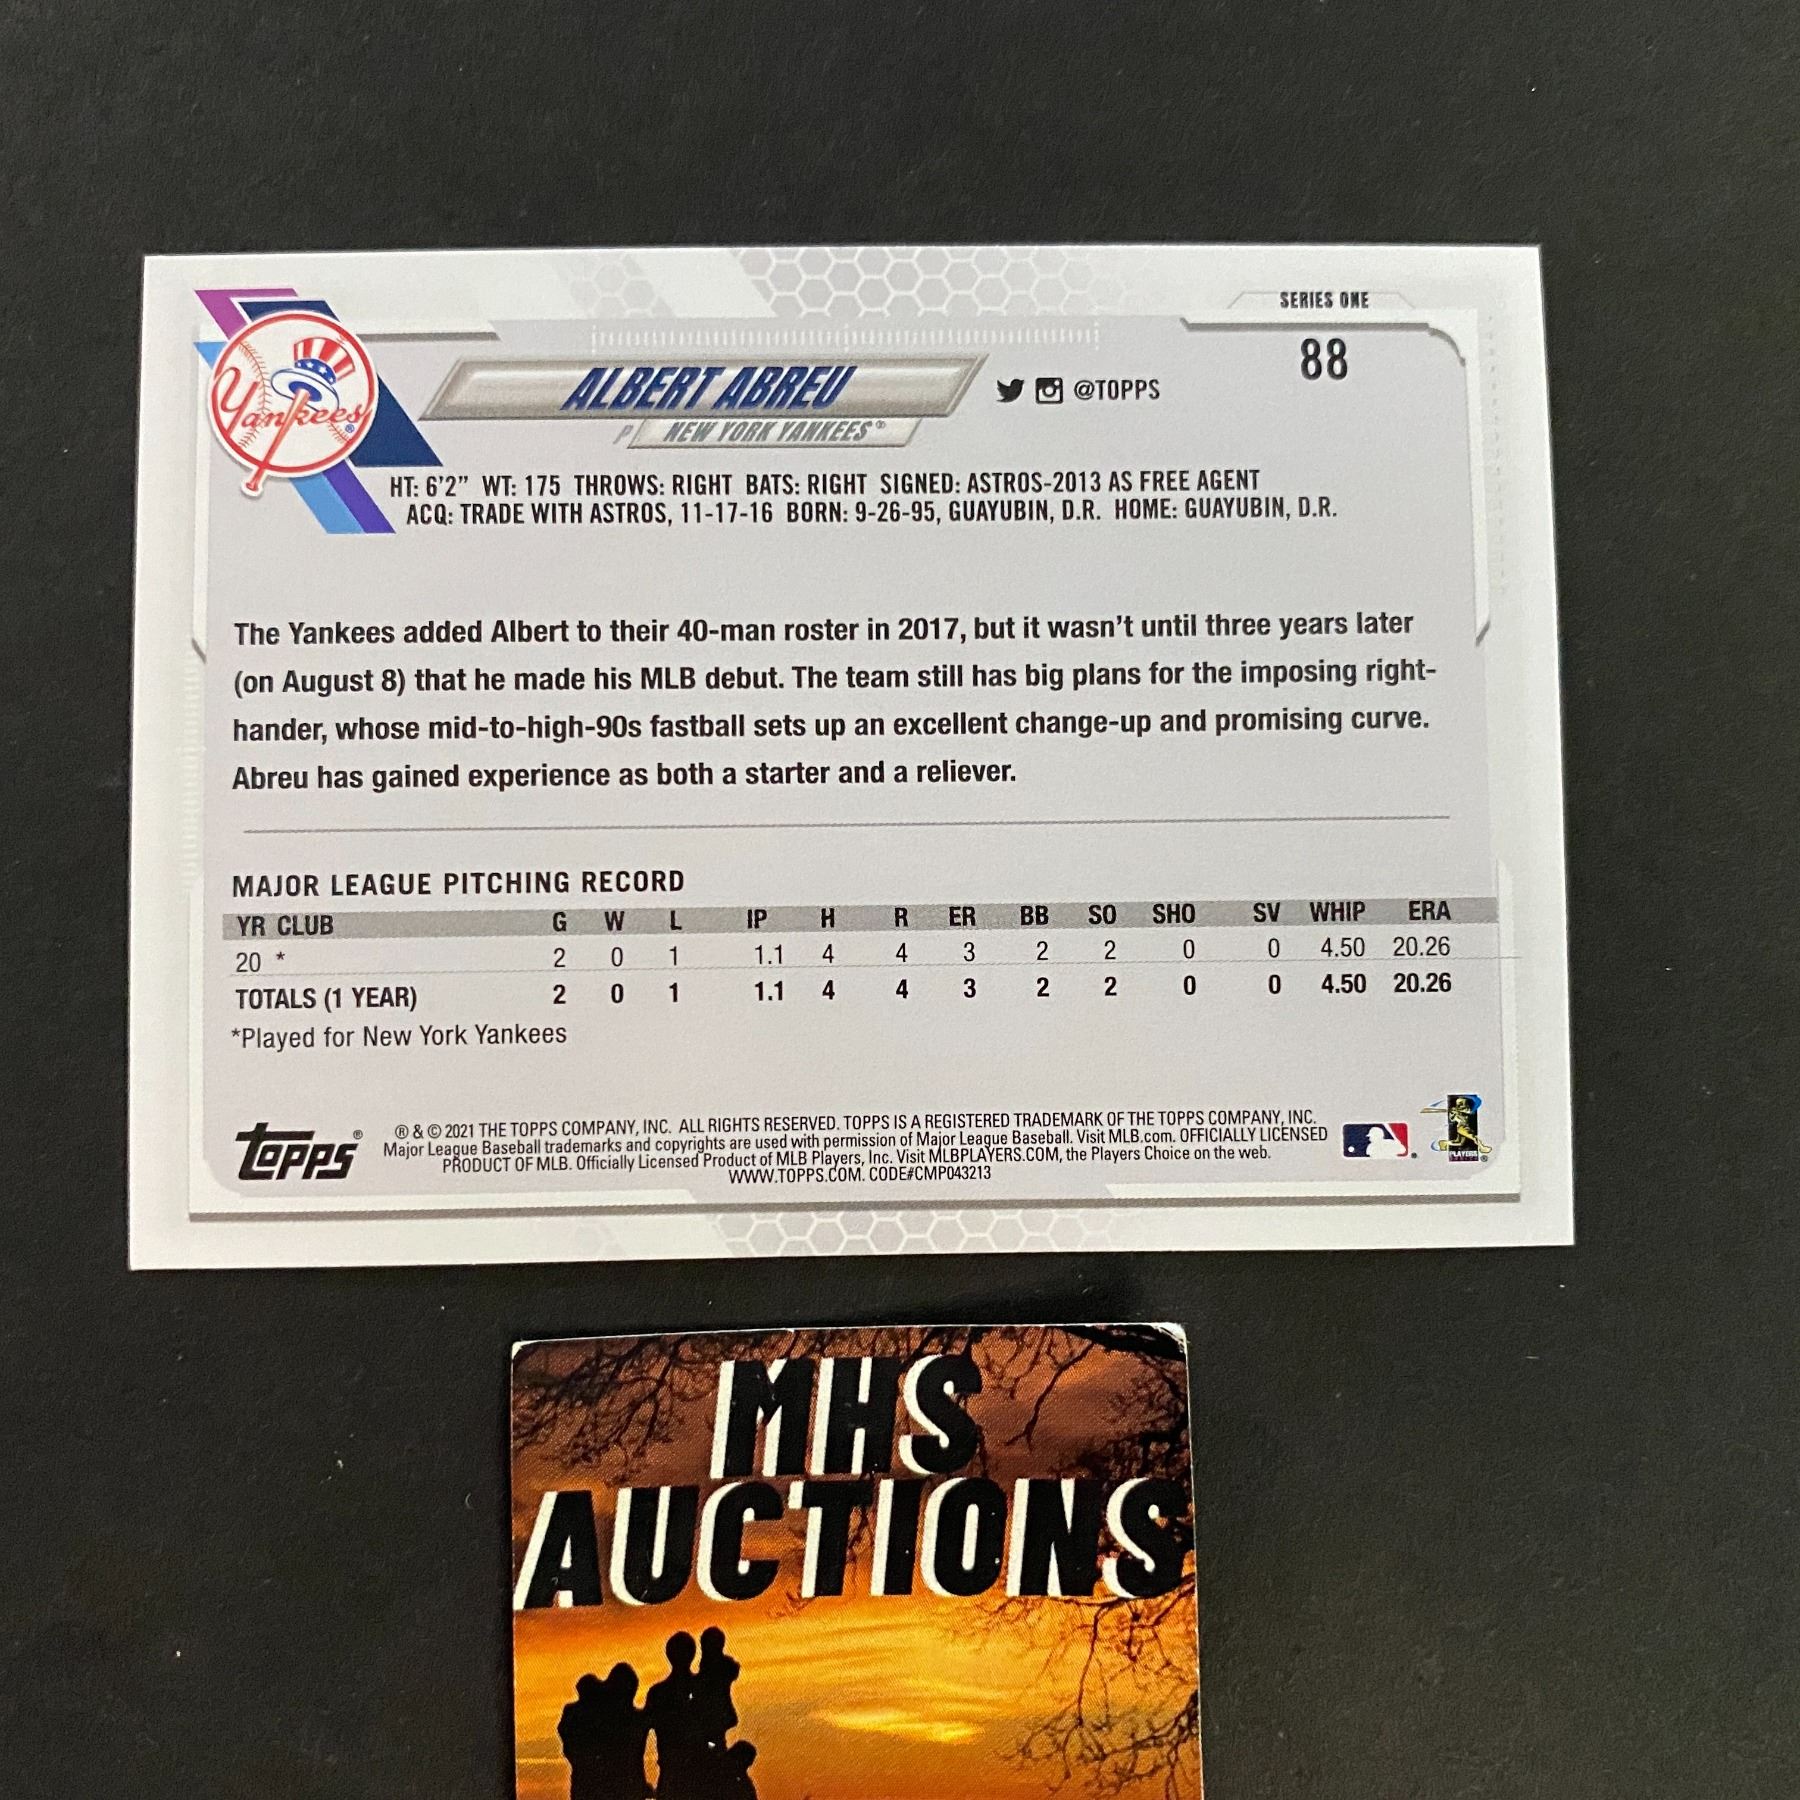 SERIES ONE
88
Yankees®
ALBERT ABREU
@TOPPS
P NEW YORK YANKEES®
HT: 6'2" WT: 175 THROWS: RIGHT BATS: RIGHT SIGNED: ASTROS-2013 AS FREE AGENT
ACQ: TRADE WITH ASTROS, 11-17-16 BORN: 9-26-95, GUAYUBIN, D.R. HOME: GUAYUBIN, D.R.
The Yankees added Albert to their 40-man roster in 2017, but it wasn't until three years later
(on August 8) that he made his MLB debut. The team still has big plans for the imposing right-
hander, whose mid-to-high-90s fastball sets up an excellent change-up and promising curve.
Abreu has gained experience as both a starter and a reliever.
MAJOR LEAGUE PITCHING RECORD
YR CLUB G W L IP H R ER BB SO SHO SV WHIP ERA
20 * 2 0 1 1.1 4 4 3 2 2 0 0 4.50 20.26
TOTALS (1 YEAR) 2 0 1 1.1 4 4 3 2 2 0 0 4.50 20.26
*Played for New York Yankees
topps®
® & © 2021 THE TOPPS COMPANY, INC. ALL RIGHTS RESERVED. TOPPS IS A REGISTERED TRADEMARK OF THE TOPPS COMPANY, INC.
Major League Baseball trademarks and copyrights are used with permission of Major League Baseball. Visit MLB.com. OFFICIALLY LICENSED
PRODUCT OF MLB. Officially Licensed Product of MLB Players, Inc. Visit MLBPLAYERS.COM, the Players Choice on the web.
WWW.TOPPS.COM. CODE#CMP043213
PLAYERS
MHS
AUCTIONS